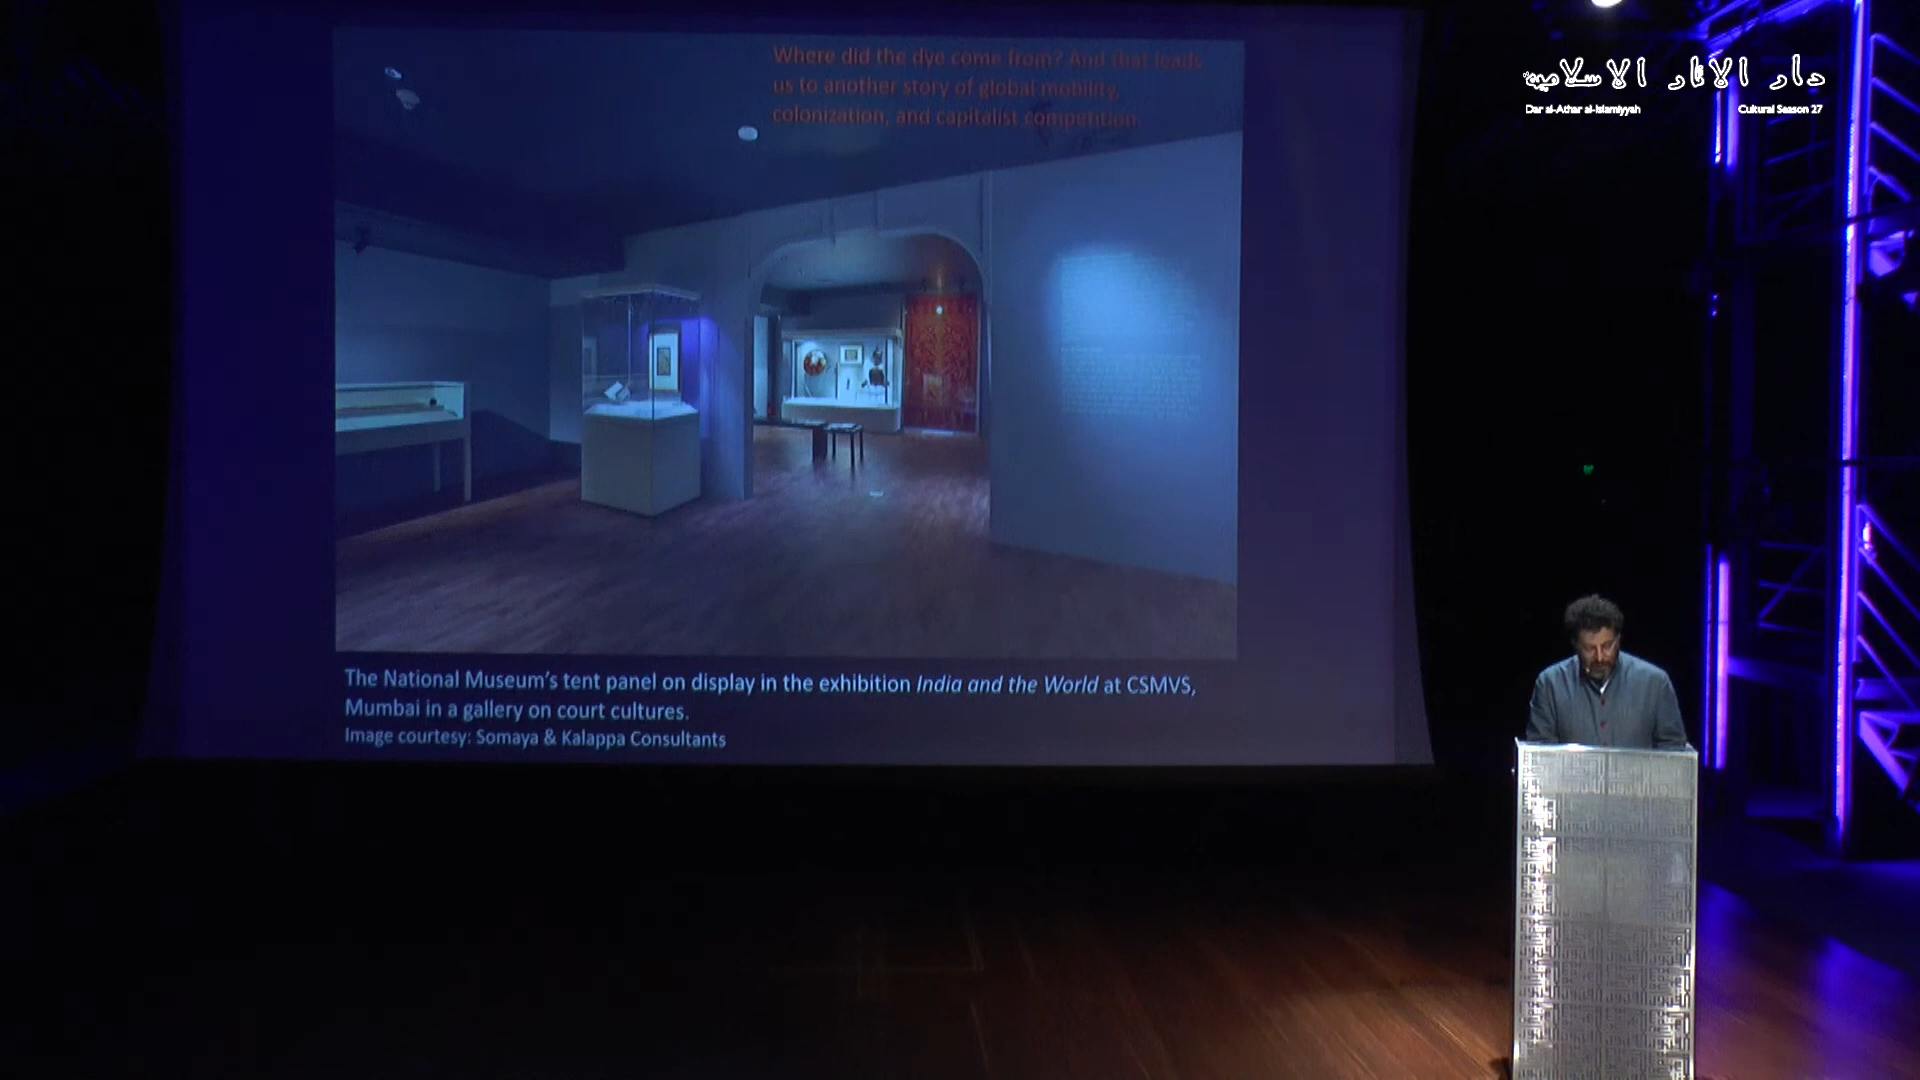 Where did the dye come from? And that leads
us to another story of global mobility,
colonization, and capitalist competition.
دار الآثار الاسلامية
Dar al-Athar al-Islamiyyah
Cultural Season 27
The National Museum’s tent panel on display in the exhibition India and the World at CSMVS,
Mumbai in a gallery on court cultures.
Image courtesy: Somaya & Kalappa Consultants